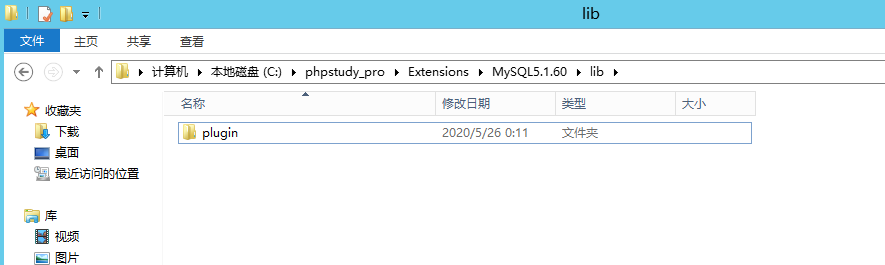 lib
文件 主页 共享 查看
计算机 本地磁盘 (C:) phpstudy_pro Extensions MySQL5.1.60 lib
收藏夹
下载
桌面
最近访问的位置
库
视频
图片
名称 修改日期 类型 大小
plugin 2020/5/26 0:11 文件夹